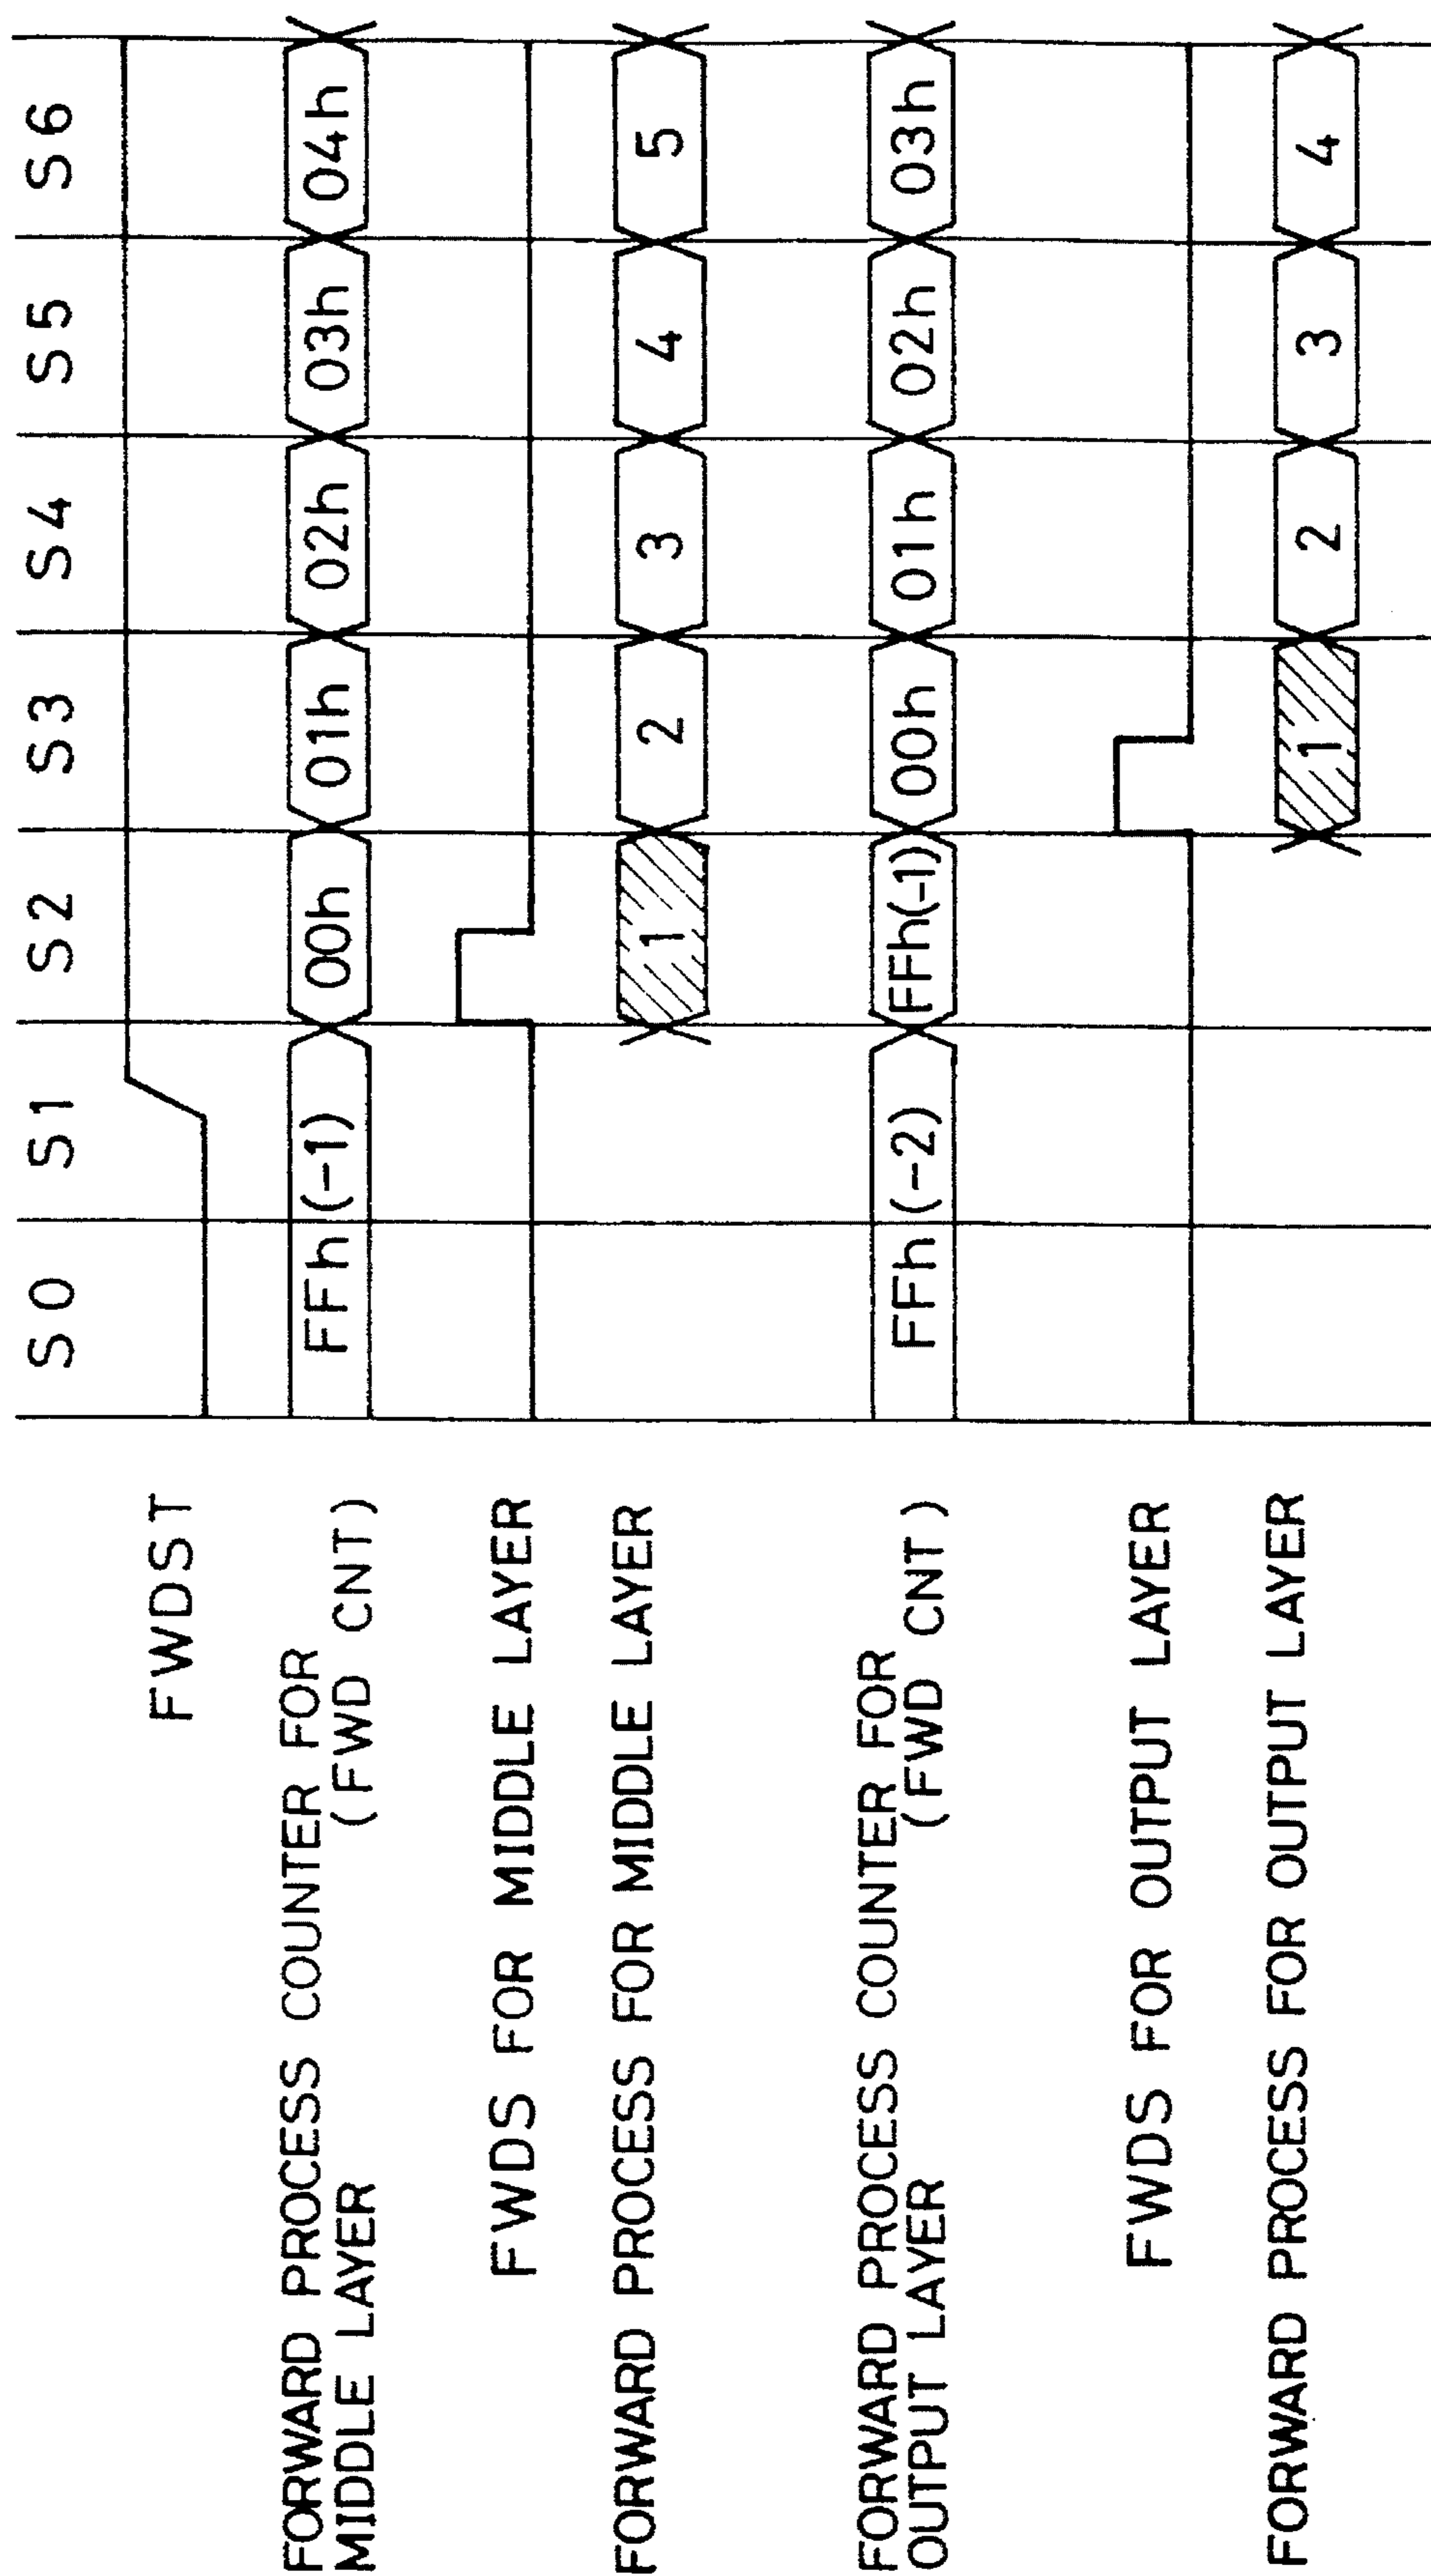 S0 S1 S2 S3 S4 S5 S6
FWDST
FORWARD PROCESS COUNTER FOR
MIDDLE LAYER (FWD CNT)
FFh (-1) 00h 01h 02h 03h 04h
FWDS FOR MIDDLE LAYER
FORWARD PROCESS FOR MIDDLE LAYER
1 2 3 4 5
FORWARD PROCESS COUNTER FOR
OUTPUT LAYER (FWD CNT)
FFh (-2) FFh(-1) 00h 01h 02h 03h
FWDS FOR OUTPUT LAYER
FORWARD PROCESS FOR OUTPUT LAYER
1 2 3 4